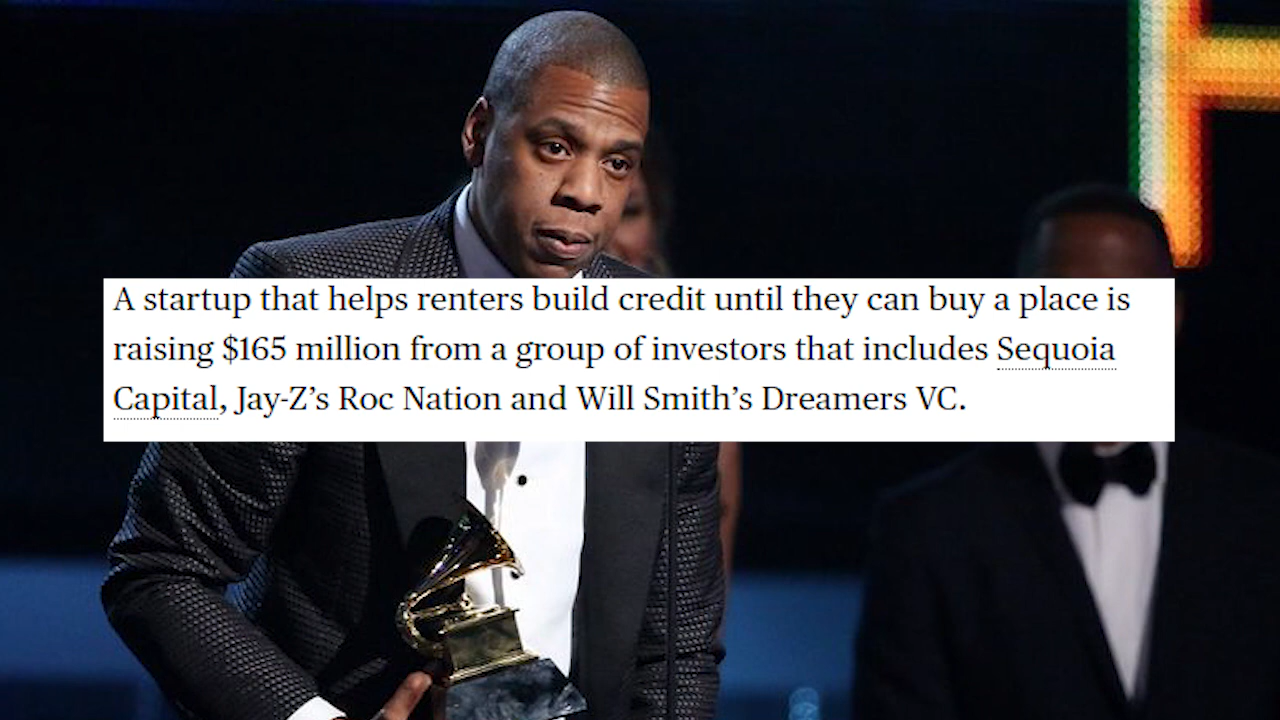 A startup that helps renters build credit until they can buy a place is
raising $165 million from a group of investors that includes Sequoia
Capital, Jay-Z’s Roc Nation and Will Smith’s Dreamers VC.